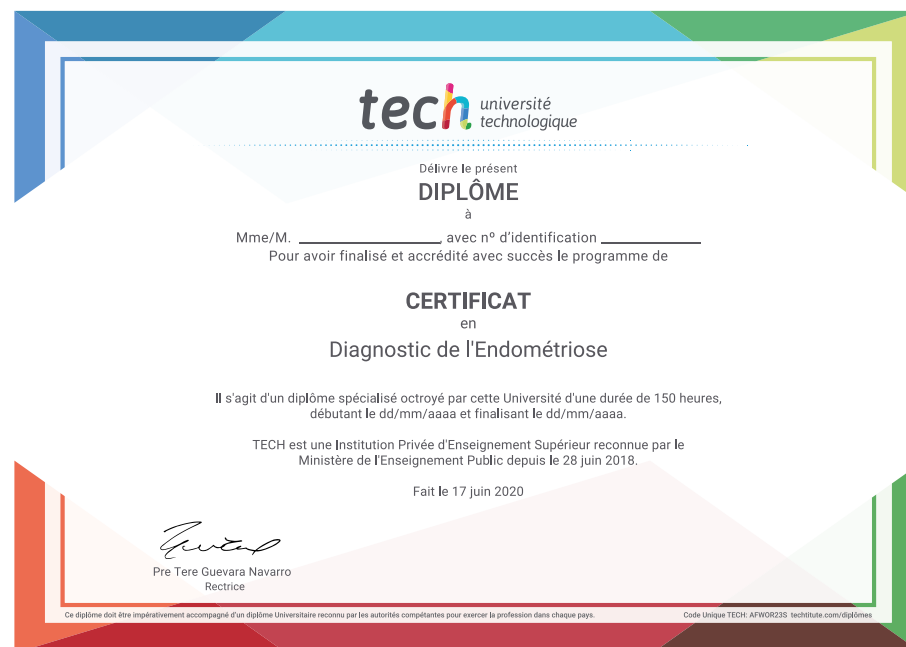 tech université
technologique
Délivre le présent
DIPLÔME
à
Mme/M. ____________________, avec nº d'identification ______________
Pour avoir finalisé et accrédité avec succès le programme de
CERTIFICAT
en
Diagnostic de l'Endométriose
Il s'agit d'un diplôme spécialisé octroyé par cette Université d'une durée de 150 heures,
débutant le dd/mm/aaaa et finalisant le dd/mm/aaaa.
TECH est une Institution Privée d'Enseignement Supérieur reconnue par le
Ministère de l'Enseignement Public depuis le 28 juin 2018.
Fait le 17 juin 2020
Pre Tere Guevara Navarro
Rectrice
Ce diplôme doit être impérativement accompagné d'un diplôme Universitaire reconnu par les autorités compétentes pour exercer la profession dans chaque pays.
Code Unique TECH: AFWOR23S techtitute.com/diplômes